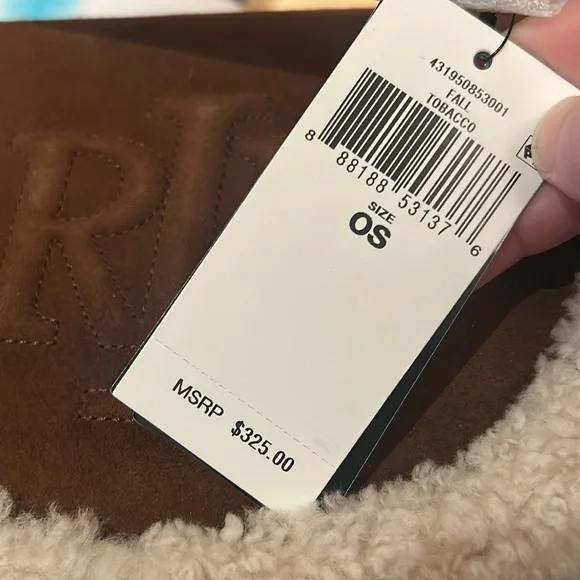 431950853001
FALL
TOBACCO
8 88188 53137 6
SIZE
OS
MSRP $325.00